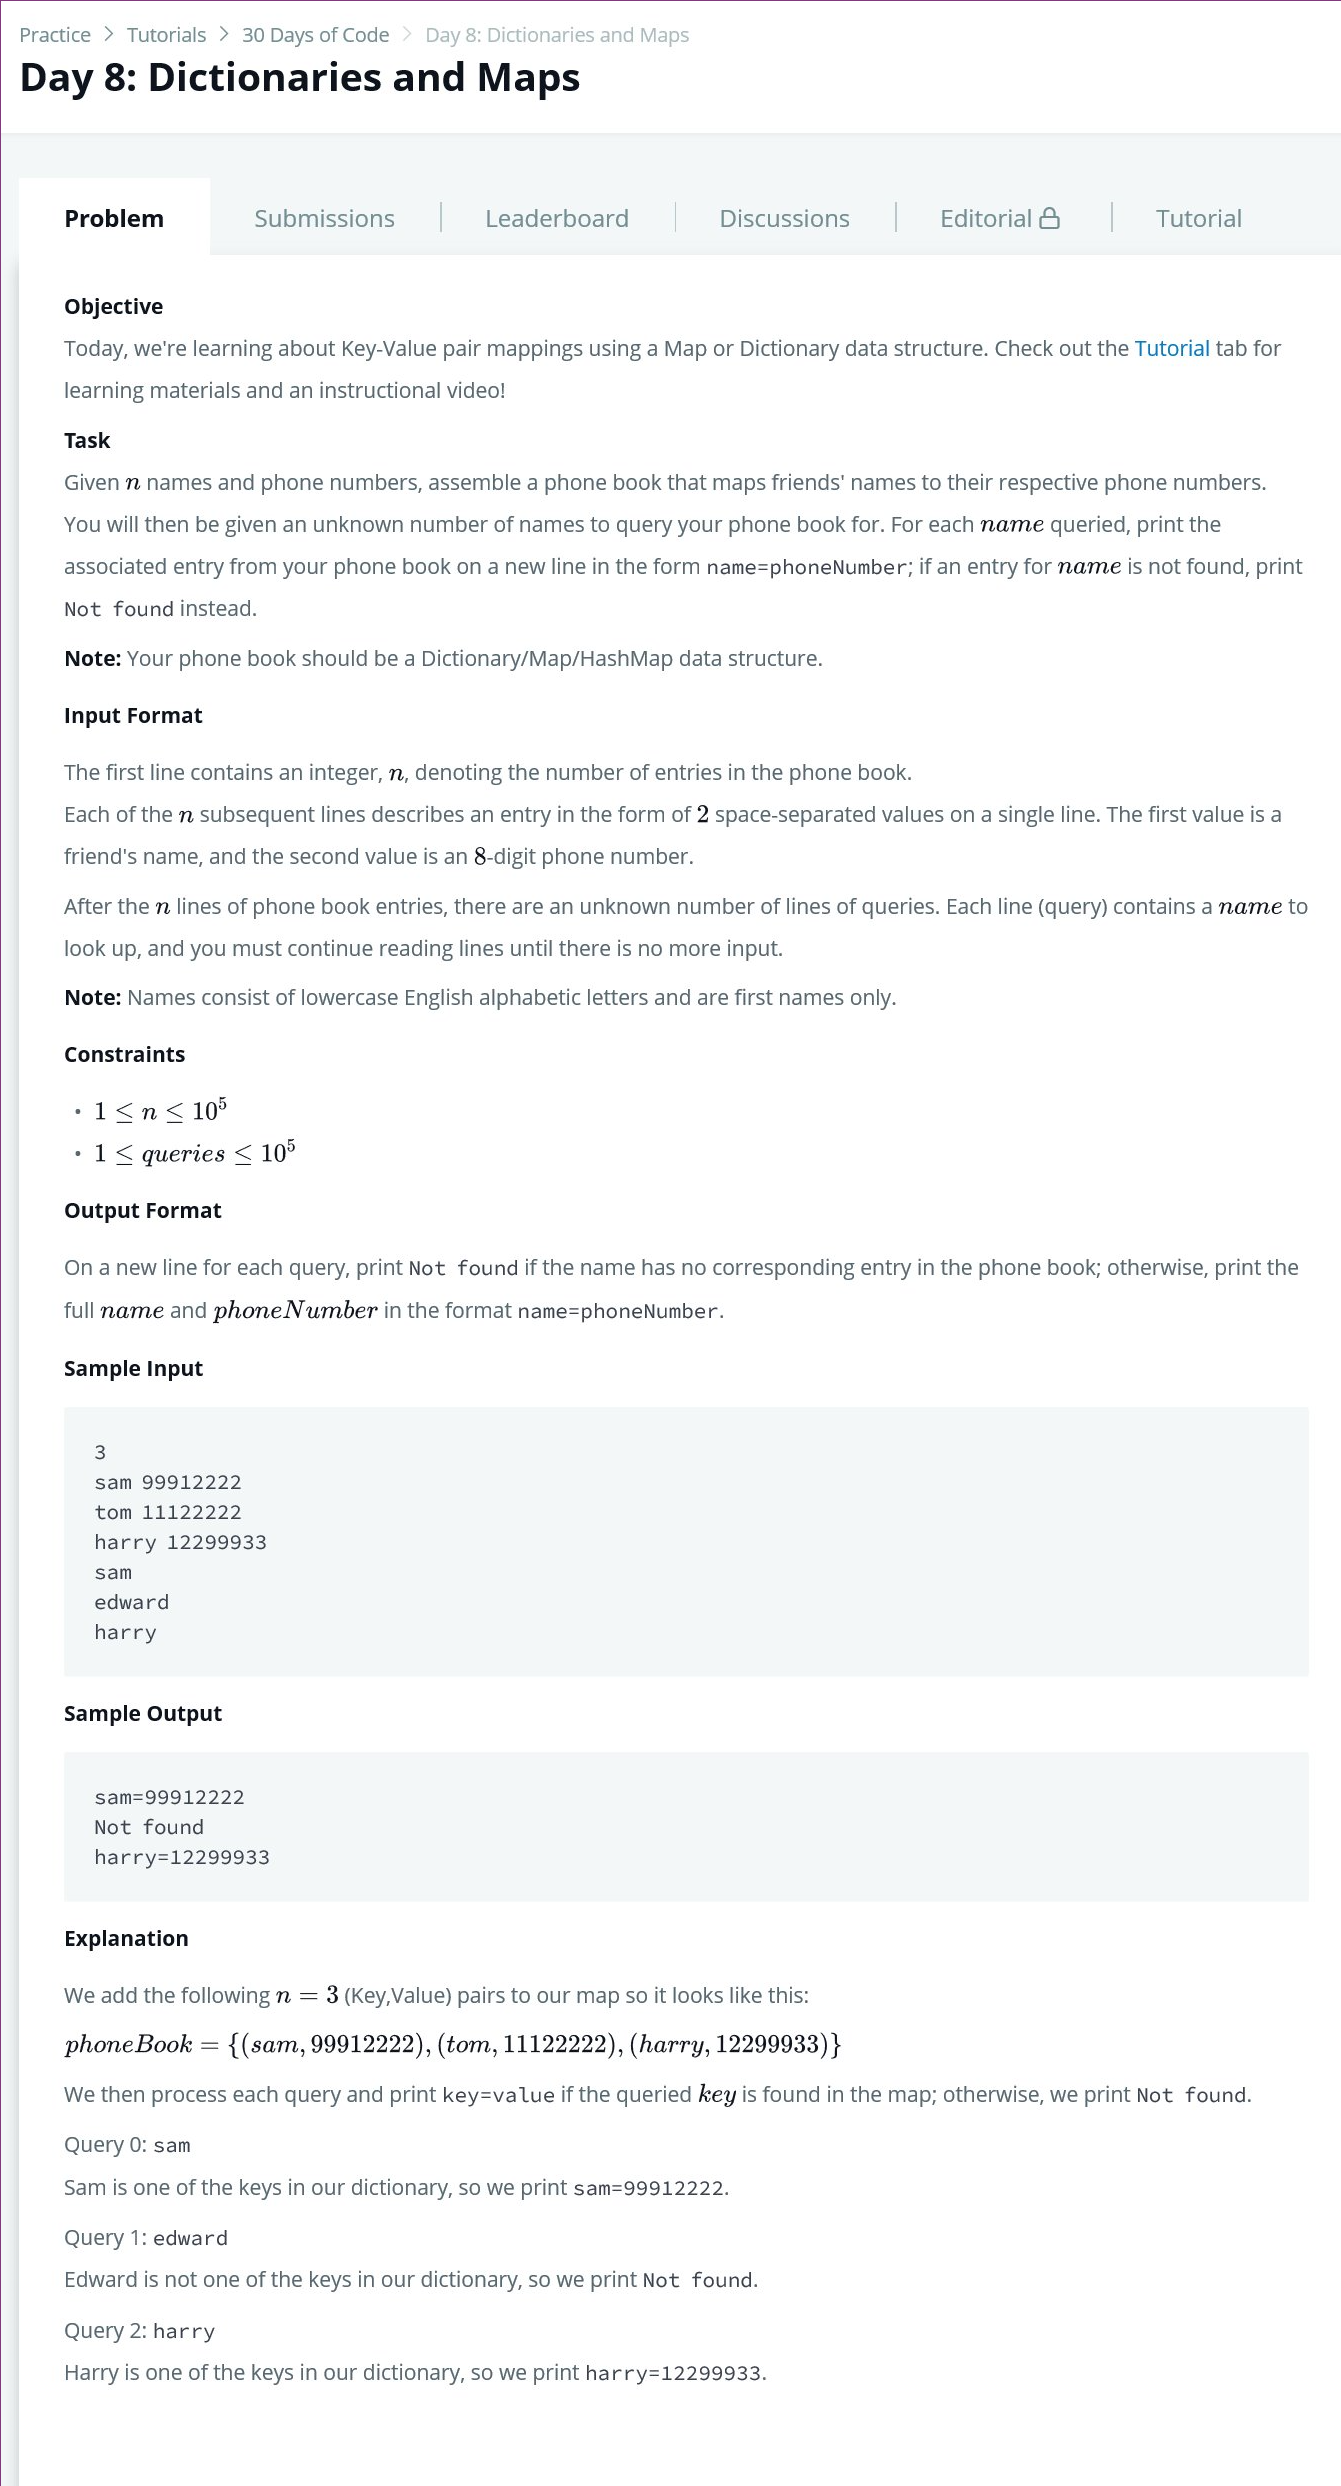 Practice > Tutorials > 30 Days of Code > Day 8: Dictionaries and Maps
Day 8: Dictionaries and Maps
Problem Submissions Leaderboard Discussions Editorial Tutorial
Objective
Today, we're learning about Key-Value pair mappings using a Map or Dictionary data structure. Check out the Tutorial tab for
learning materials and an instructional video!
Task
Given n names and phone numbers, assemble a phone book that maps friends' names to their respective phone numbers.
You will then be given an unknown number of names to query your phone book for. For each name queried, print the
associated entry from your phone book on a new line in the form name=phoneNumber; if an entry for name is not found, print
Not found instead.
Note: Your phone book should be a Dictionary/Map/HashMap data structure.
Input Format
The first line contains an integer, n, denoting the number of entries in the phone book.
Each of the n subsequent lines describes an entry in the form of 2 space-separated values on a single line. The first value is a
friend's name, and the second value is an 8-digit phone number.
After the n lines of phone book entries, there are an unknown number of lines of queries. Each line (query) contains a name to
look up, and you must continue reading lines until there is no more input.
Note: Names consist of lowercase English alphabetic letters and are first names only.
Constraints
• 1 ≤ n ≤ 10⁵
• 1 ≤ queries ≤ 10⁵
Output Format
On a new line for each query, print Not found if the name has no corresponding entry in the phone book; otherwise, print the
full name and phoneNumber in the format name=phoneNumber.
Sample Input
3
sam 99912222
tom 11122222
harry 12299933
sam
edward
harry
Sample Output
sam=99912222
Not found
harry=12299933
Explanation
We add the following n = 3 (Key,Value) pairs to our map so it looks like this:
phoneBook = {(sam, 99912222), (tom, 11122222), (harry, 12299933)}
We then process each query and print key=value if the queried key is found in the map; otherwise, we print Not found.
Query 0: sam
Sam is one of the keys in our dictionary, so we print sam=99912222.
Query 1: edward
Edward is not one of the keys in our dictionary, so we print Not found.
Query 2: harry
Harry is one of the keys in our dictionary, so we print harry=12299933.